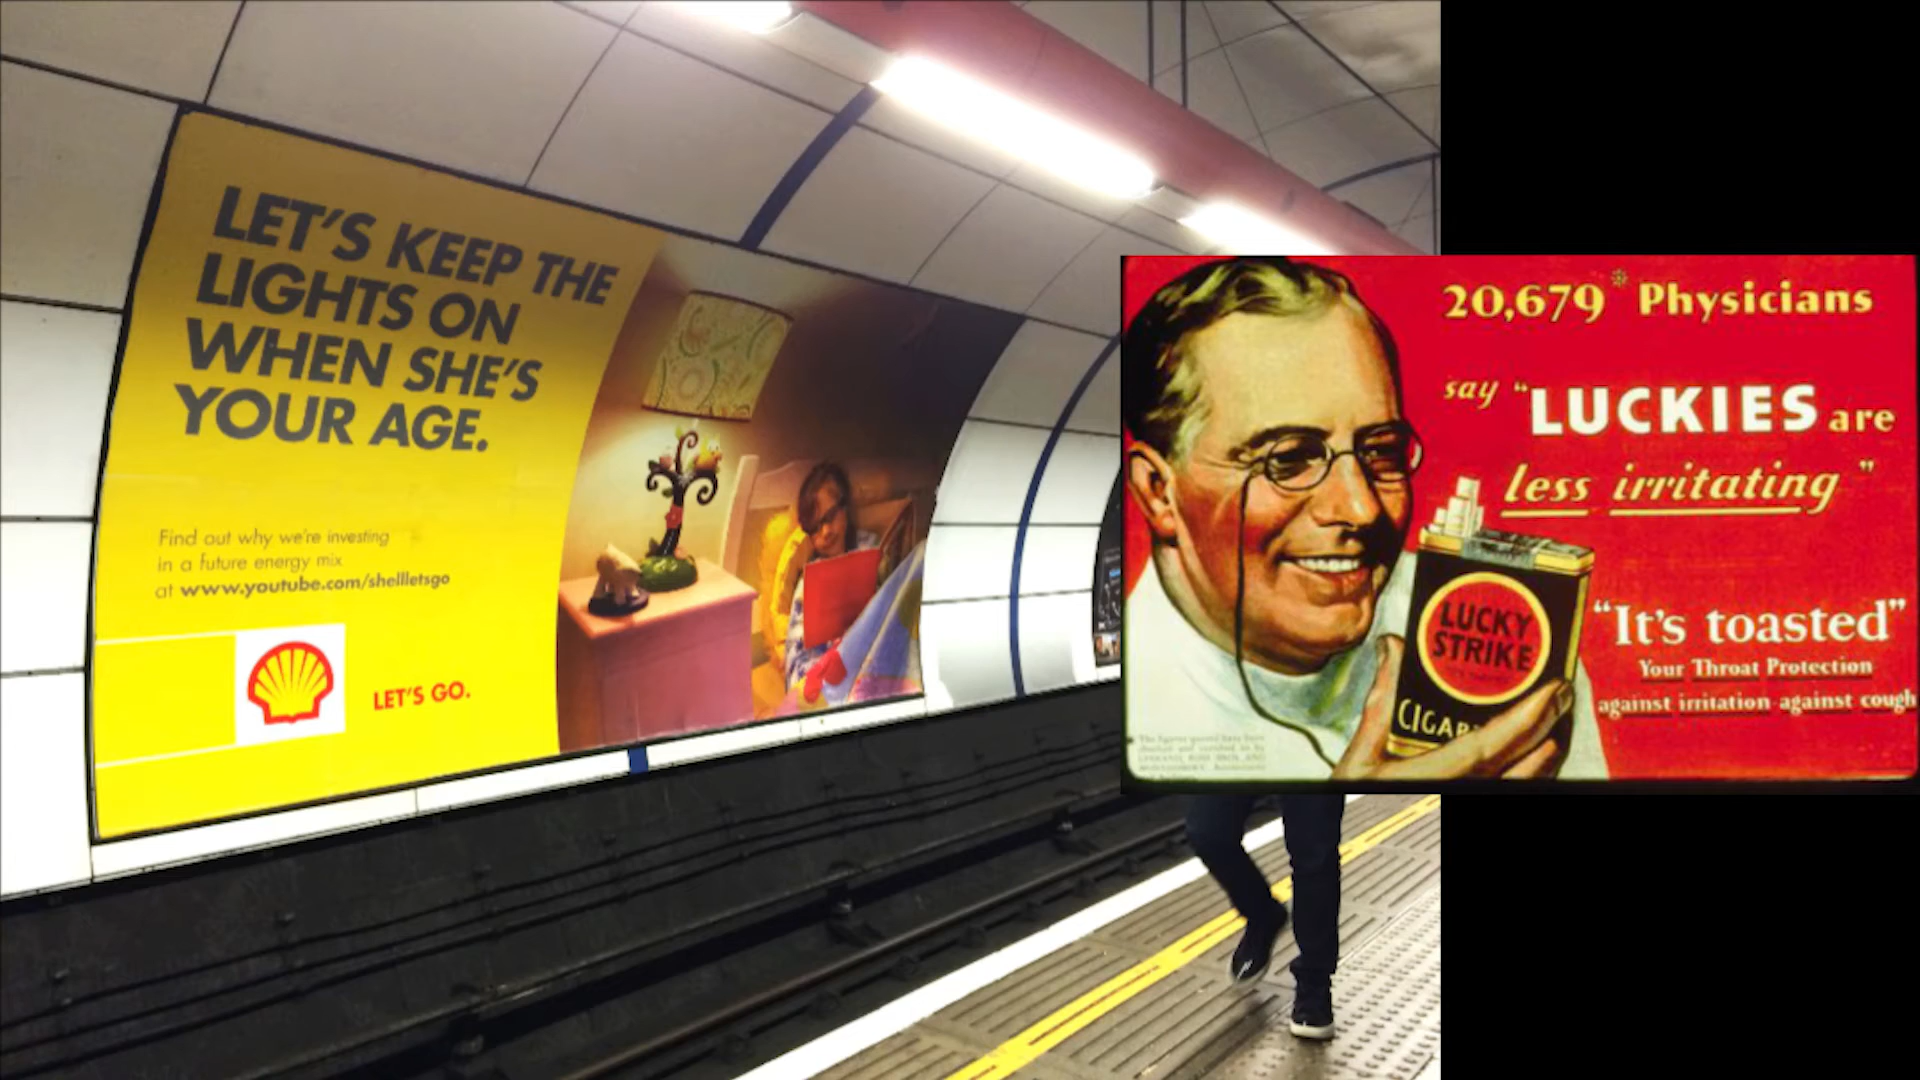 LET'S KEEP THE
LIGHTS ON
WHEN SHE'S
YOUR AGE.
Find out why we're investing
in a future energy mix
at www.youtube.com/shellletsgo
LET'S GO.
20,679* Physicians
say "LUCKIES are
less irritating"
LUCKY
STRIKE
"It's toasted"
CIGAR
Your Throat Protection
against irritation against cough